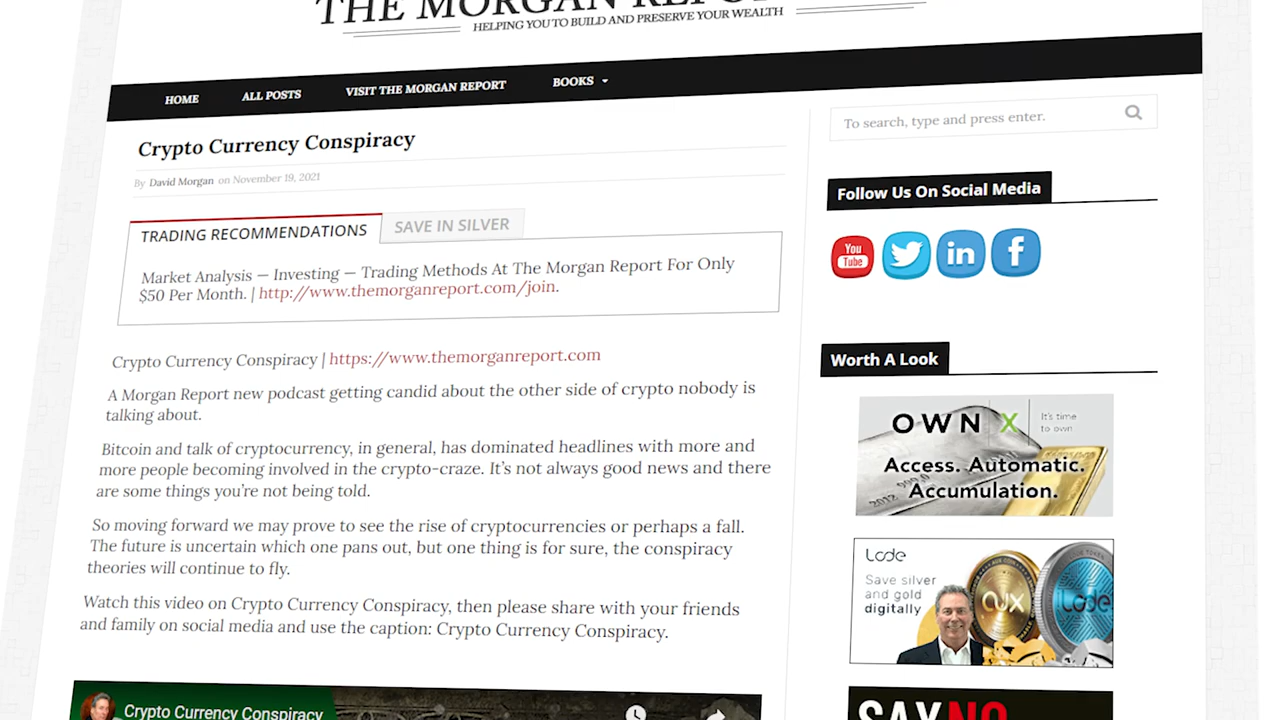 THE MORGAN REPO
HELPING YOU TO BUILD AND PRESERVE YOUR WEALTH
HOME ALL POSTS VISIT THE MORGAN REPORT BOOKS
Crypto Currency Conspiracy
By David Morgan on November 19, 2021
TRADING RECOMMENDATIONS SAVE IN SILVER
Market Analysis — Investing — Trading Methods At The Morgan Report For Only
$50 Per Month. | http://www.themorganreport.com/join.
Crypto Currency Conspiracy | https://www.themorganreport.com
A Morgan Report new podcast getting candid about the other side of crypto nobody is
talking about.
Bitcoin and talk of cryptocurrency, in general, has dominated headlines with more and
more people becoming involved in the crypto-craze. It's not always good news and there
are some things you're not being told.
So moving forward we may prove to see the rise of cryptocurrencies or perhaps a fall.
The future is uncertain which one pans out, but one thing is for sure, the conspiracy
theories will continue to fly.
Watch this video on Crypto Currency Conspiracy, then please share with your friends
and family on social media and use the caption: Crypto Currency Conspiracy.
Crypto Currency Conspiracy
To search, type and press enter.
Follow Us On Social Media
You
Tube
in
f
Worth A Look
OWN X
It's time
to own.
Access. Automatic.
Accumulation.
2012 999.0
Lode
Save silver
and gold
digitally
AUX
Lode
SAY NO